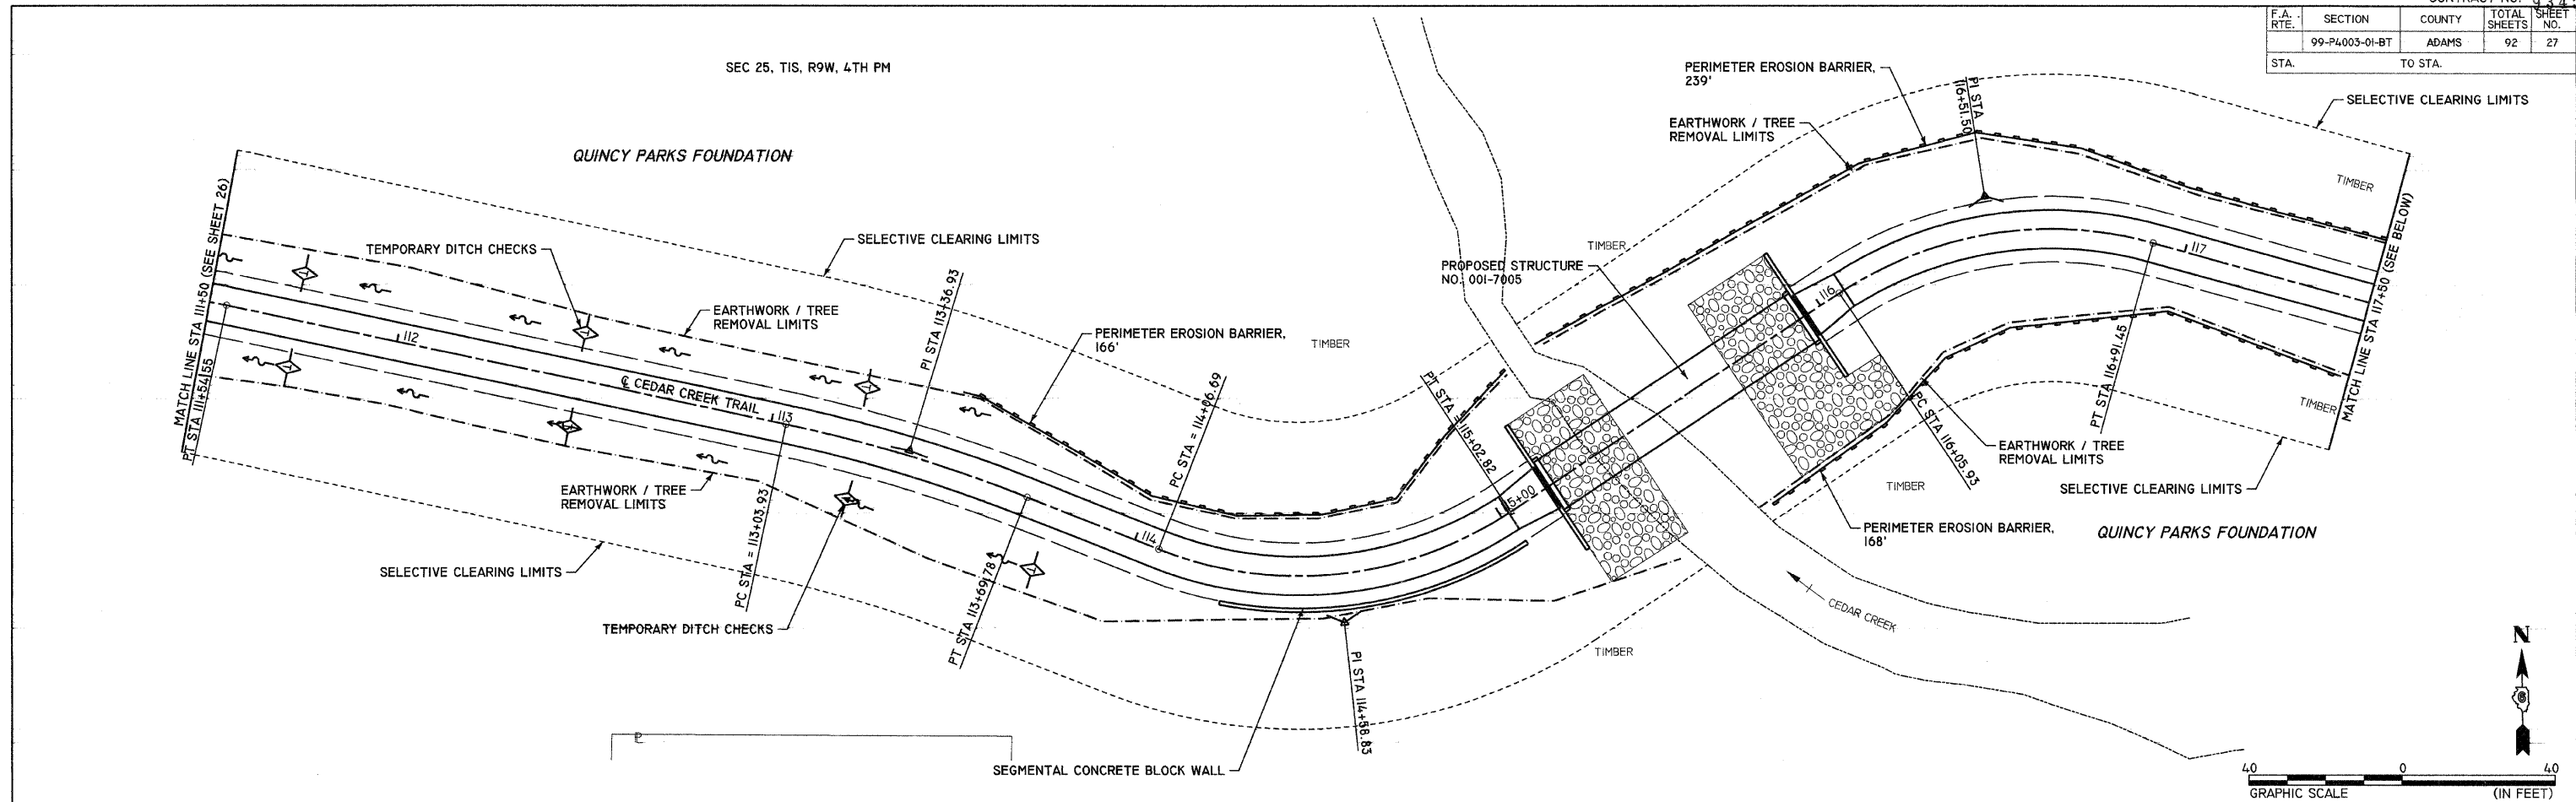 F.A. RTE. SECTION COUNTY TOTAL SHEETS SHEET NO.
99-P4003-01-BT ADAMS 92 27
STA. TO STA.
SEC 25, T1S, R9W, 4TH PM
QUINCY PARKS FOUNDATION
PERIMETER EROSION BARRIER,
239'
EARTHWORK / TREE
REMOVAL LIMITS
PI STA
116+51.50
SELECTIVE CLEARING LIMITS
TIMBER
MATCH LINE STA 111+50 (SEE SHEET 26)
PT STA 111+54.55
TEMPORARY DITCH CHECKS
SELECTIVE CLEARING LIMITS
EARTHWORK / TREE
REMOVAL LIMITS
PI STA 113+36.93
PERIMETER EROSION BARRIER,
166'
TIMBER
TIMBER
PROPOSED STRUCTURE
NO. 001-7005
112
℄ CEDAR CREEK TRAIL
113
PC STA = 114+06.69
PT STA 115+02.82
116
117
PT STA 116+91.45
MATCH LINE STA 117+50 (SEE BELOW)
TIMBER
PC STA 116+05.93
EARTHWORK / TREE
REMOVAL LIMITS
SELECTIVE CLEARING LIMITS
TIMBER
EARTHWORK / TREE
REMOVAL LIMITS
PC STA = 113+03.93
114
115+00
PERIMETER EROSION BARRIER,
168'
QUINCY PARKS FOUNDATION
SELECTIVE CLEARING LIMITS
TEMPORARY DITCH CHECKS
PT STA 113+69.78
CEDAR CREEK
TIMBER
PI STA 114+58.83
SEGMENTAL CONCRETE BLOCK WALL
N
40 0 40
GRAPHIC SCALE (IN FEET)